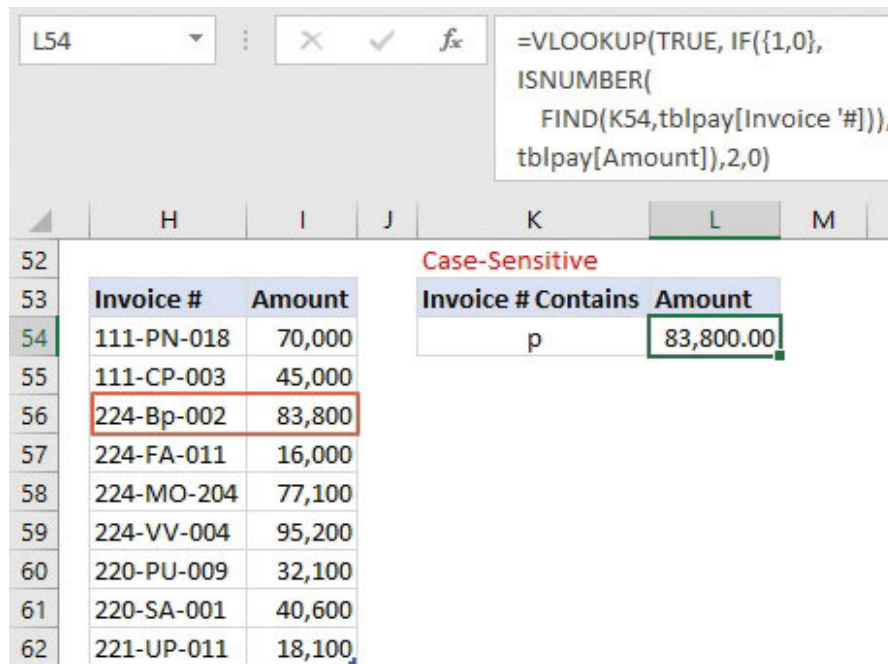 L54 fx =VLOOKUP(TRUE, IF({1,0},
ISNUMBER(
FIND(K54,tblpay[Invoice '#])),
tblpay[Amount]),2,0)
H I J K L M
52 Case-Sensitive
53 Invoice # Amount Invoice # Contains Amount
54 111-PN-018 70,000 p 83,800.00
55 111-CP-003 45,000
56 224-Bp-002 83,800
57 224-FA-011 16,000
58 224-MO-204 77,100
59 224-VV-004 95,200
60 220-PU-009 32,100
61 220-SA-001 40,600
62 221-UP-011 18,100